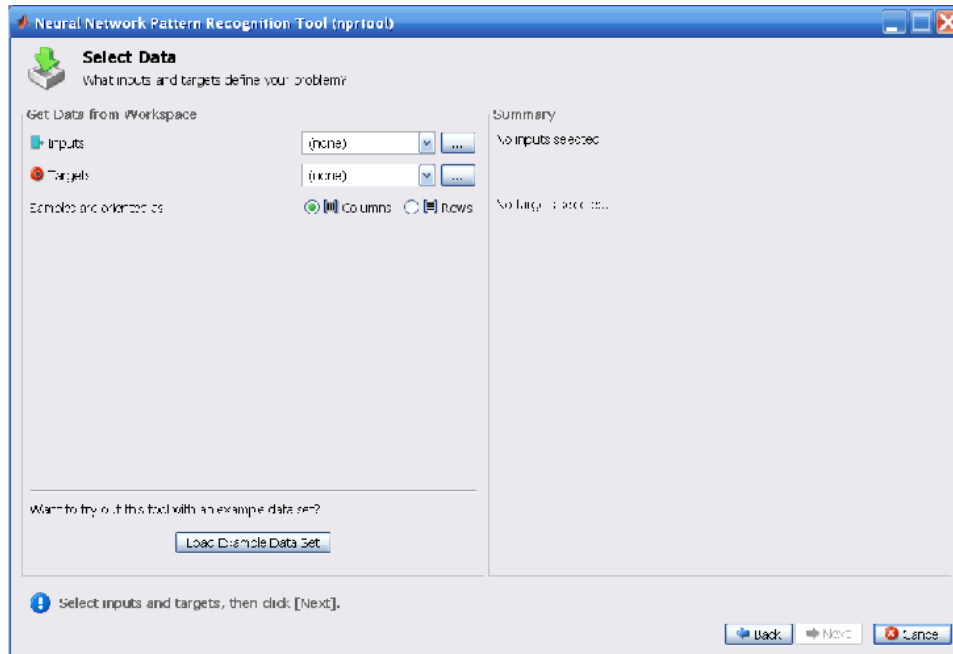 Neural Network Pattern Recognition Tool (nprtool)
Select Data
What inputs and targets define your problem?
Get Data from Workspace
Inputs
(none)
...
Targets
(none)
...
Samples are oriented as
Columns
Rows
Want to try out this tool with an example data set?
Load Example Data Set
Summary
No inputs selected
No targets selected.
Select inputs and targets, then click [Next].
Back
Next
Cancel